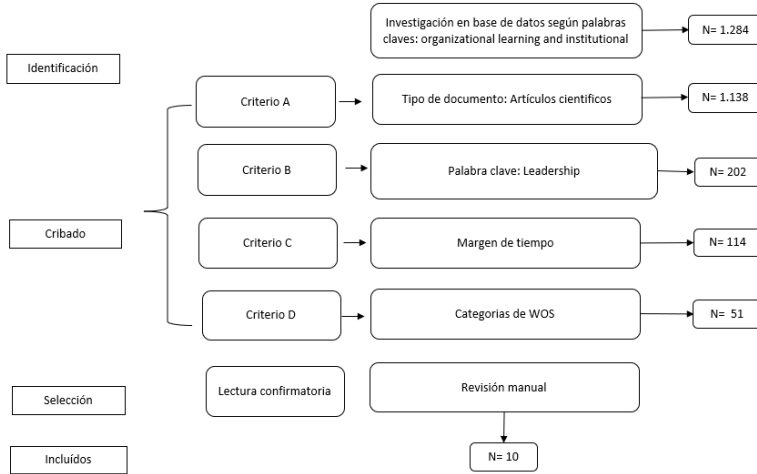 Investigación en base de datos según palabras
claves: organizational learning and institutional
N= 1.284
Identificación
Criterio A
Tipo de documento: Artículos cientificos
N= 1.138
Criterio B
Palabra clave: Leadership
N= 202
Cribado
Criterio C
Margen de tiempo
N= 114
Criterio D
Categorias de WOS
N= 51
Selección
Lectura confirmatoria
Revisión manual
Incluídos
N= 10